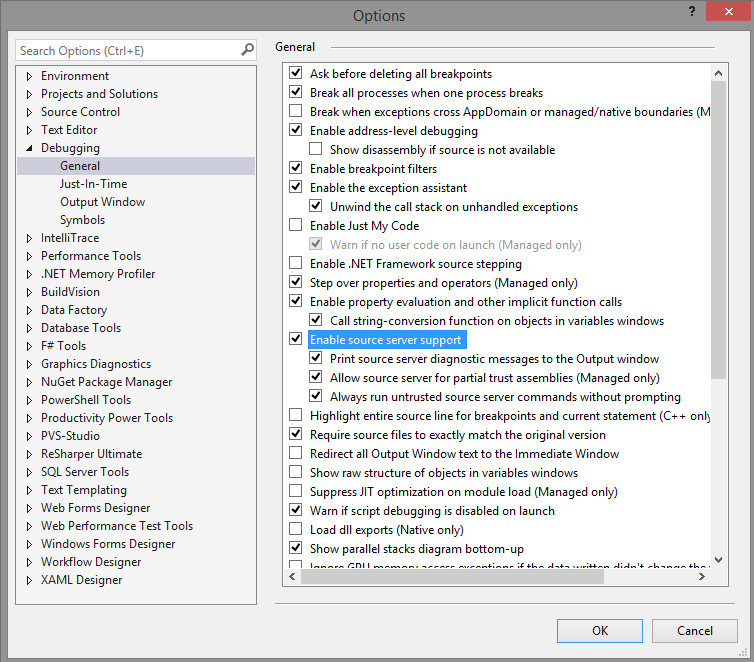 Options
?
Search Options (Ctrl+E)
Environment
Projects and Solutions
Source Control
Text Editor
Debugging
General
Just-In-Time
Output Window
Symbols
IntelliTrace
Performance Tools
.NET Memory Profiler
BuildVision
Data Factory
Database Tools
F# Tools
Graphics Diagnostics
NuGet Package Manager
PowerShell Tools
Productivity Power Tools
PVS-Studio
ReSharper Ultimate
SQL Server Tools
Text Templating
Web Forms Designer
Web Performance Test Tools
Windows Forms Designer
Workflow Designer
XAML Designer
General
Ask before deleting all breakpoints
Break all processes when one process breaks
Break when exceptions cross AppDomain or managed/native boundaries (M
Enable address-level debugging
Show disassembly if source is not available
Enable breakpoint filters
Enable the exception assistant
Unwind the call stack on unhandled exceptions
Enable Just My Code
Warn if no user code on launch (Managed only)
Enable .NET Framework source stepping
Step over properties and operators (Managed only)
Enable property evaluation and other implicit function calls
Call string-conversion function on objects in variables windows
Enable source server support
Print source server diagnostic messages to the Output window
Allow source server for partial trust assemblies (Managed only)
Always run untrusted source server commands without prompting
Highlight entire source line for breakpoints and current statement (C++ only
Require source files to exactly match the original version
Redirect all Output Window text to the Immediate Window
Show raw structure of objects in variables windows
Suppress JIT optimization on module load (Managed only)
Warn if script debugging is disabled on launch
Load dll exports (Native only)
Show parallel stacks diagram bottom-up
Ignore GPU memory access exceptions if the data written didn't change the
OK
Cancel